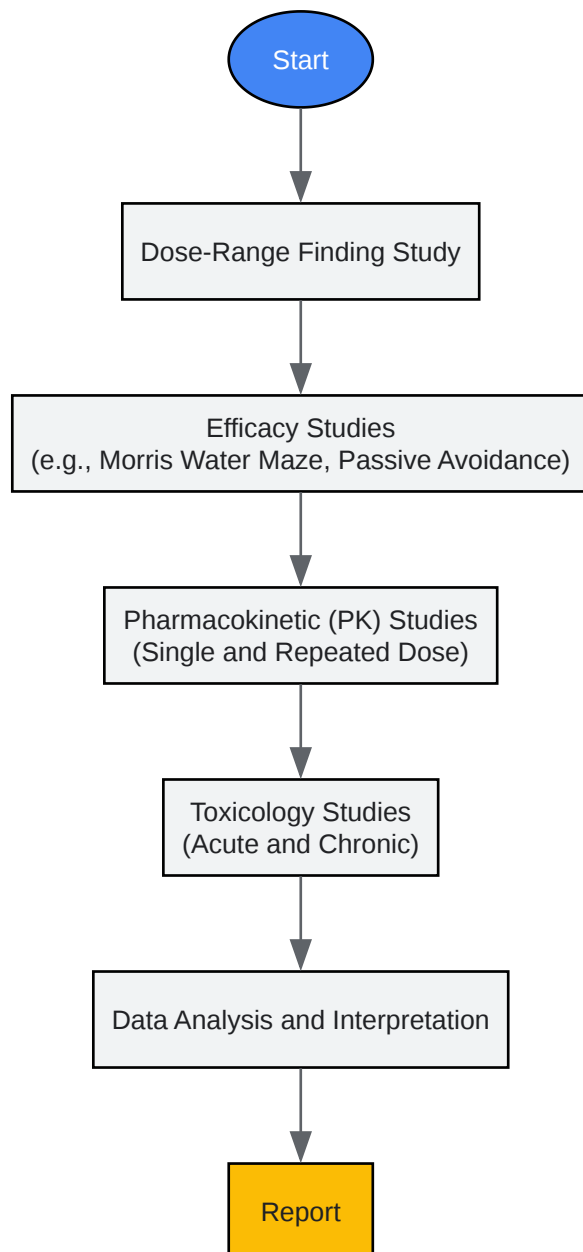 Start
Dose-Range Finding Study
Efficacy Studies
(e.g., Morris Water Maze, Passive Avoidance)
Pharmacokinetic (PK) Studies
(Single and Repeated Dose)
Toxicology Studies
(Acute and Chronic)
Data Analysis and Interpretation
Report